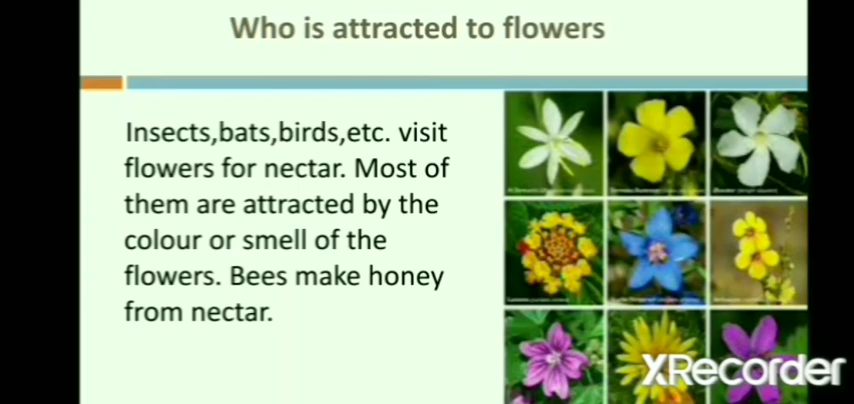 Who is attracted to flowers
Insects,bats,birds,etc. visit
flowers for nectar. Most of
them are attracted by the
colour or smell of the
flowers. Bees make honey
from nectar.
XRecorder